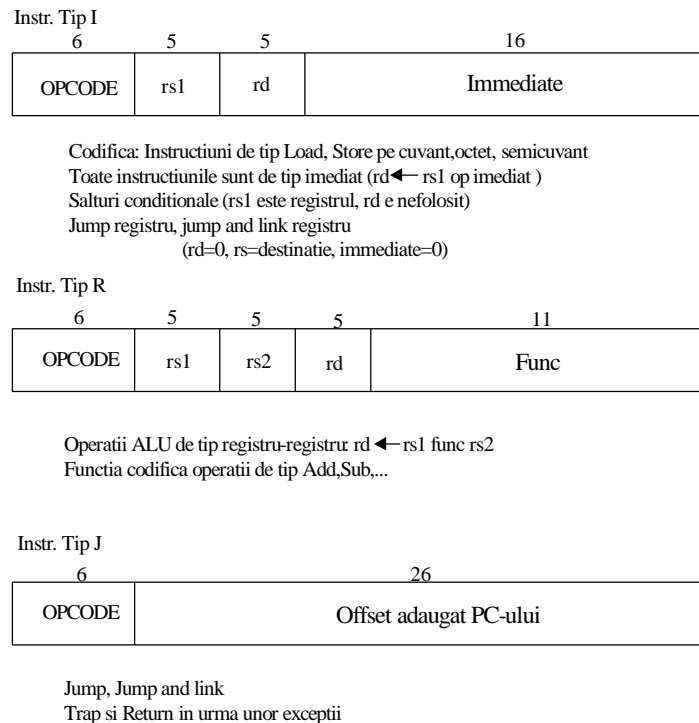 Instr. Tip I
6 5 5 16
OPCODE rs1 rd Immediate
Codifica: Instructiuni de tip Load, Store pe cuvant,octet, semicuvant
Toate instructiunile sunt de tip imediat (rd← rs1 op imediat )
Salturi conditionale (rs1 este registrul, rd e nefolosit)
Jump registru, jump and link registru
(rd=0, rs=destinatie, immediate=0)
Instr. Tip R
6 5 5 5 11
OPCODE rs1 rs2 rd Func
Operatii ALU de tip registru-registru: rd ← rs1 func rs2
Functia codifica operatii de tip Add,Sub,...
Instr. Tip J
6 26
OPCODE Offset adaugat PC-ului
Jump, Jump and link
Trap si Return in urma unor exceptii